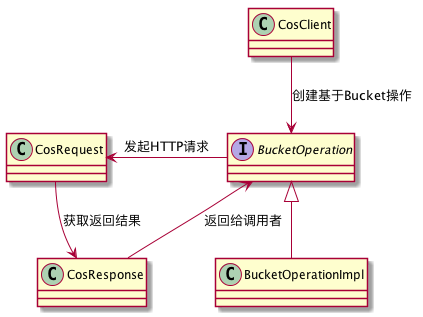 C CosClient
创建基于Bucket操作
C CosRequest
发起HTTP请求
I BucketOperation
获取返回结果
返回给调用者
C CosResponse
C BucketOperationImpl